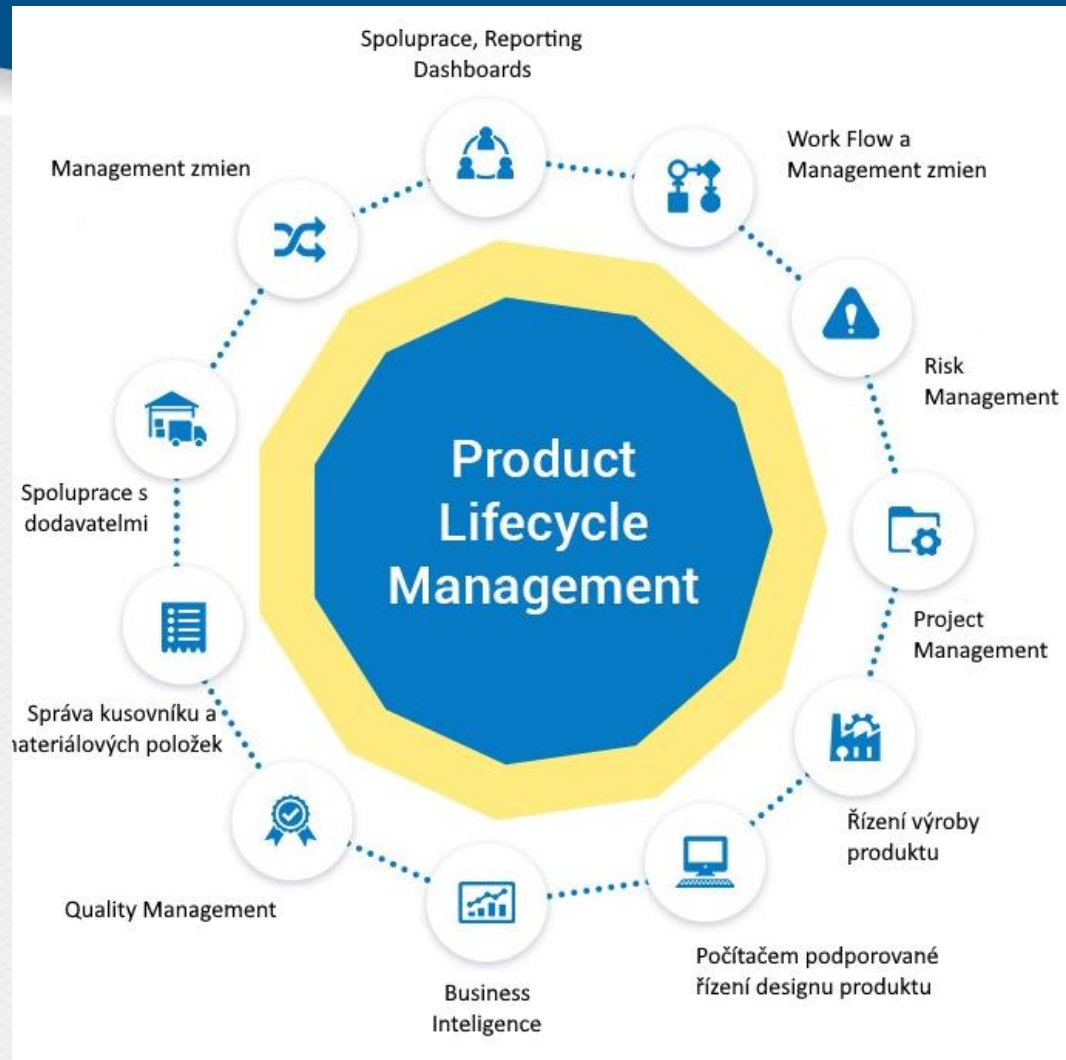 Spoluprace, Reporting
Dashboards
Work Flow a
Management zmien
Management zmien
Risk
Management
Product
Lifecycle
Management
Spoluprace s
dodavatelmi
Project
Management
Správa kusovníku a
položek
Řízení výroby
produktu
Quality Management
Počítačem podporované
řízení designu produktu
Business
Inteligence